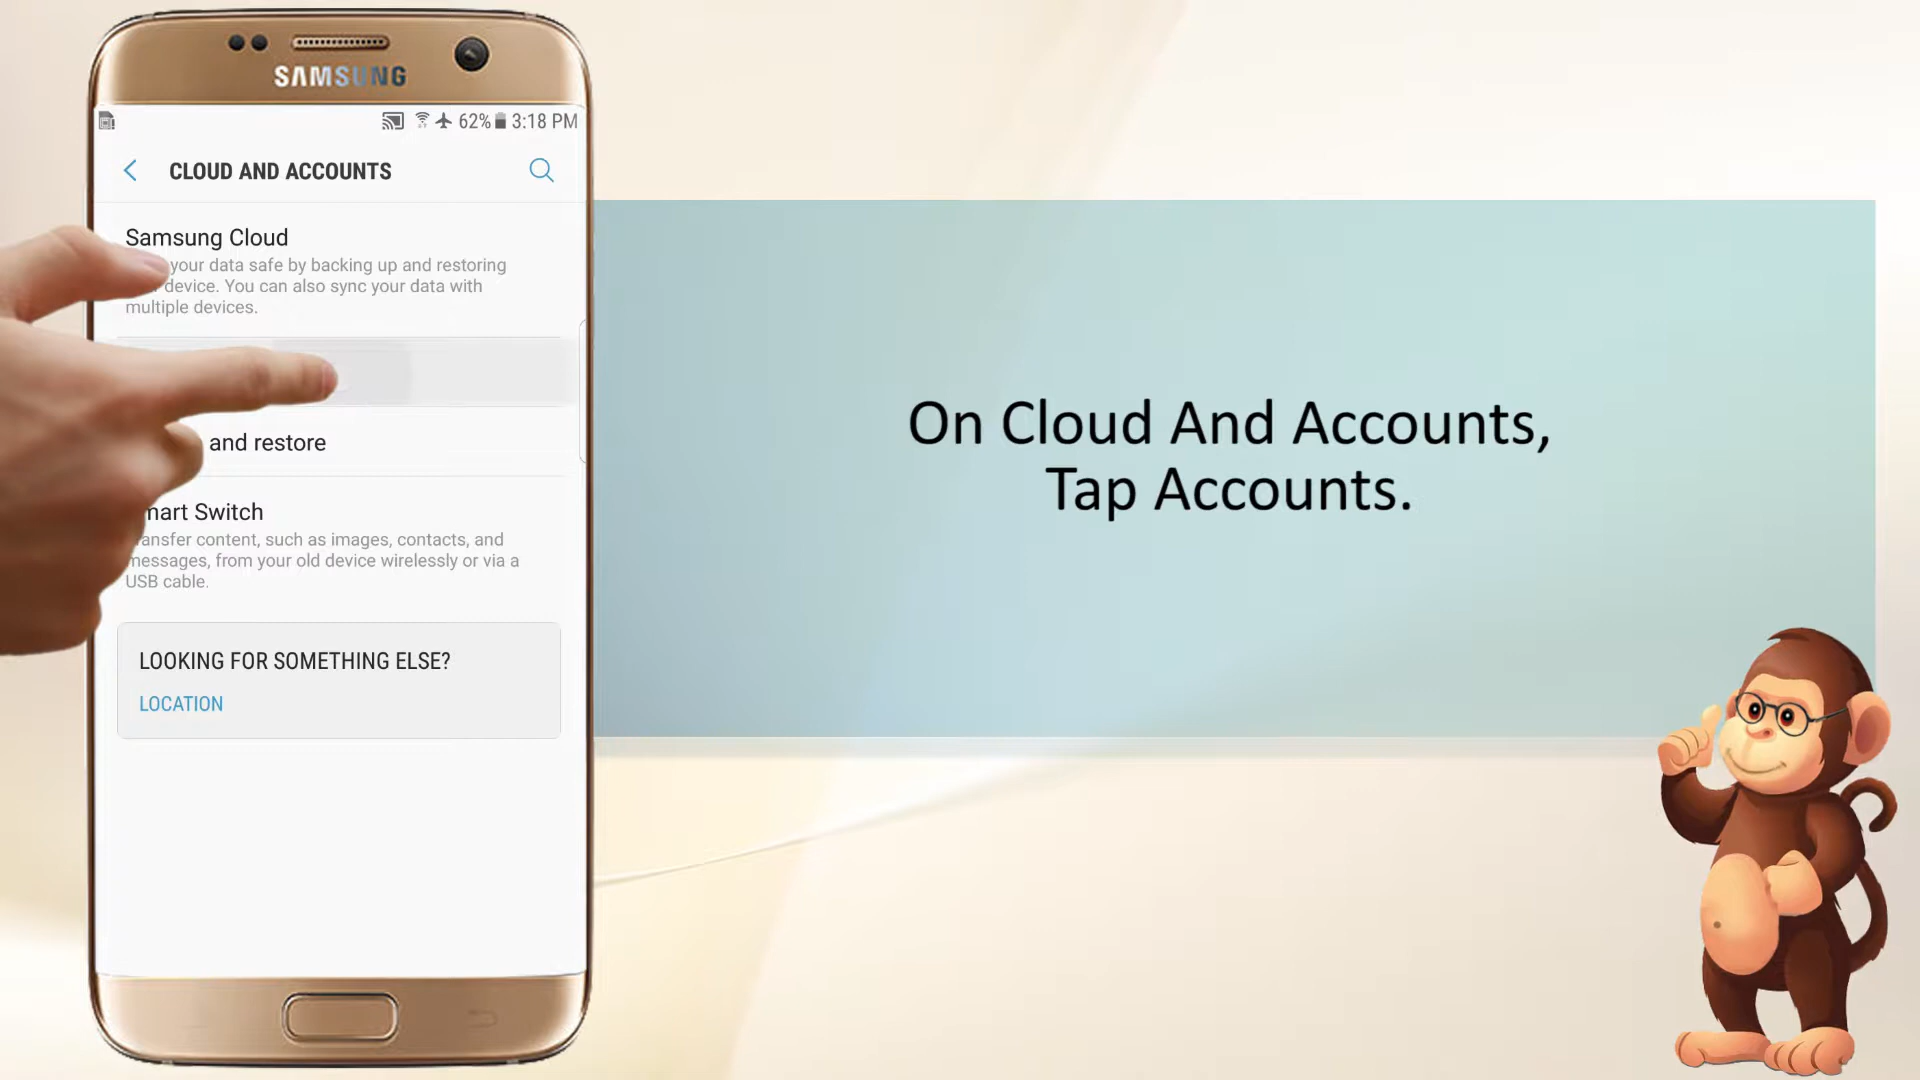 SAMSUNG
62% 3:18 PM
CLOUD AND ACCOUNTS
Samsung Cloud
your data safe by backing up and restoring
device. You can also sync your data with
multiple devices.
and restore
mart Switch
ansfer content, such as images, contacts, and
messages, from your old device wirelessly or via a
USB cable.
LOOKING FOR SOMETHING ELSE?
LOCATION
On Cloud And Accounts,
Tap Accounts.